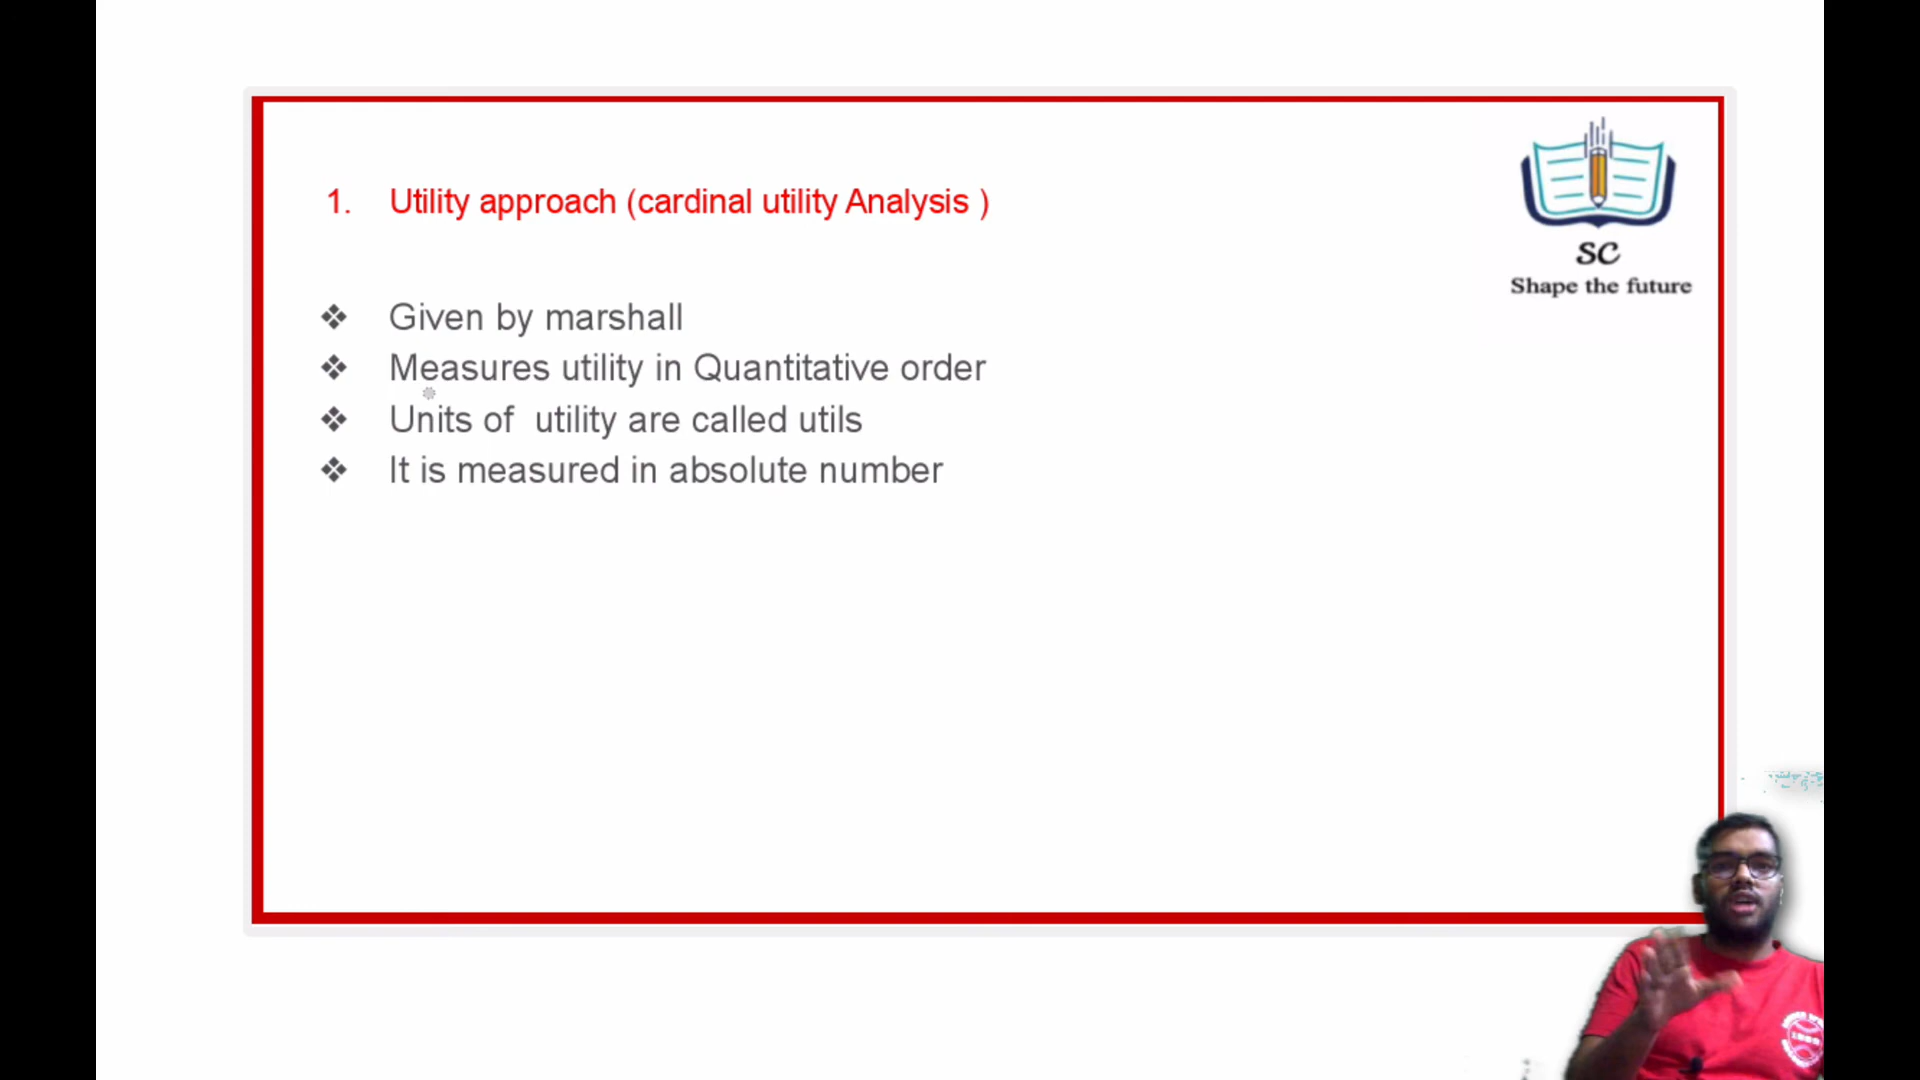 1. Utility approach (cardinal utility Analysis )
❖ Given by marshall
❖ Measures utility in Quantitative order
❖ Units of  utility are called utils
❖ It is measured in absolute number
SC
Shape the future